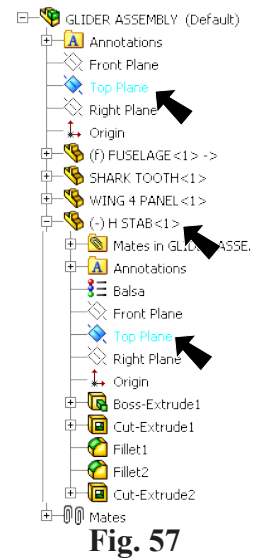 GLIDER ASSEMBLY (Default)
Annotations
Front Plane
Top Plane
Right Plane
Origin
(f) FUSELAGE<1> ->
SHARK TOOTH<1>
WING 4 PANEL<1>
(-) H STAB<1>
Mates in GLIDER ASSE.
Annotations
Balsa
Front Plane
Top Plane
Right Plane
Origin
Boss-Extrude1
Cut-Extrude1
Fillet1
Fillet2
Cut-Extrude2
Mates
Fig. 57